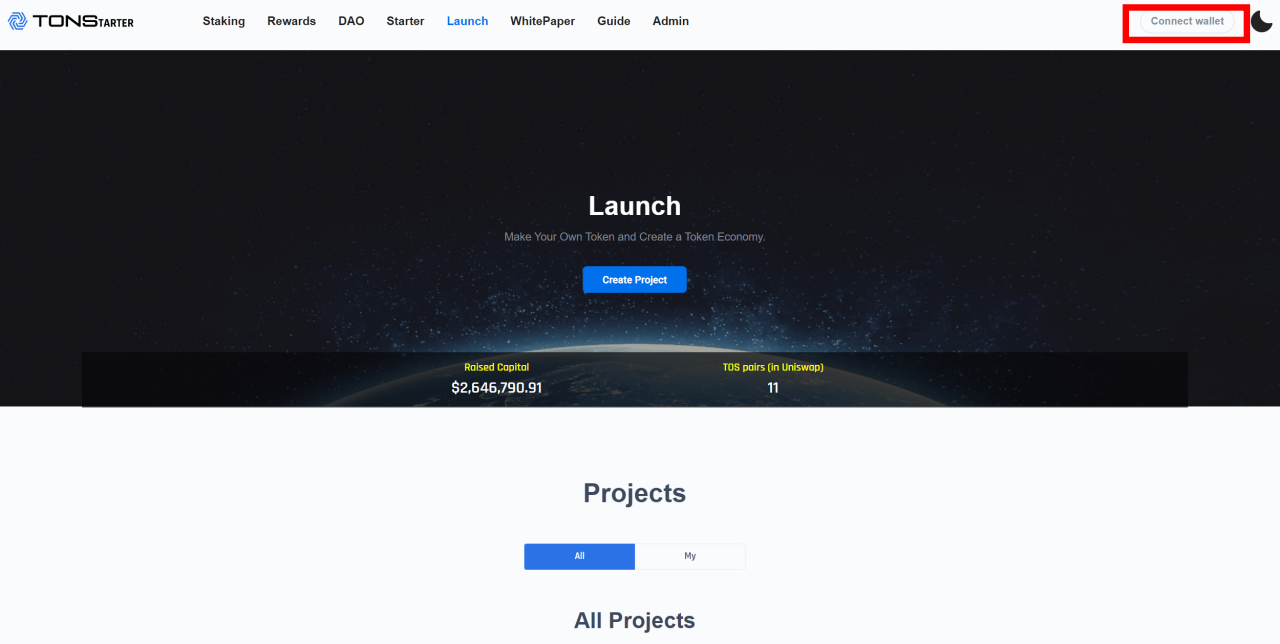 TONSTARTER
Staking Rewards DAO Starter Launch WhitePaper Guide Admin Connect wallet
Launch
Make Your Own Token and Create a Token Economy.
Create Project
Raised Capital TOS pairs (in Uniswap)
$2,646,790.91 11
Projects
All My
All Projects